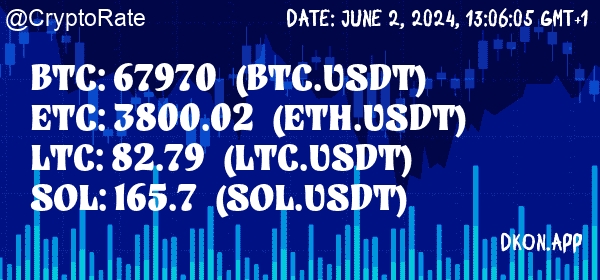 @CryptoRate
DATE: JUNE 2, 2024, 13:06:05 GMT+1
BTC: 67970 (BTC.USDT)
ETC: 3800.02 (ETH.USDT)
LTC: 82.79 (LTC.USDT)
SOL: 165.7 (SOL.USDT)
DKON.APP